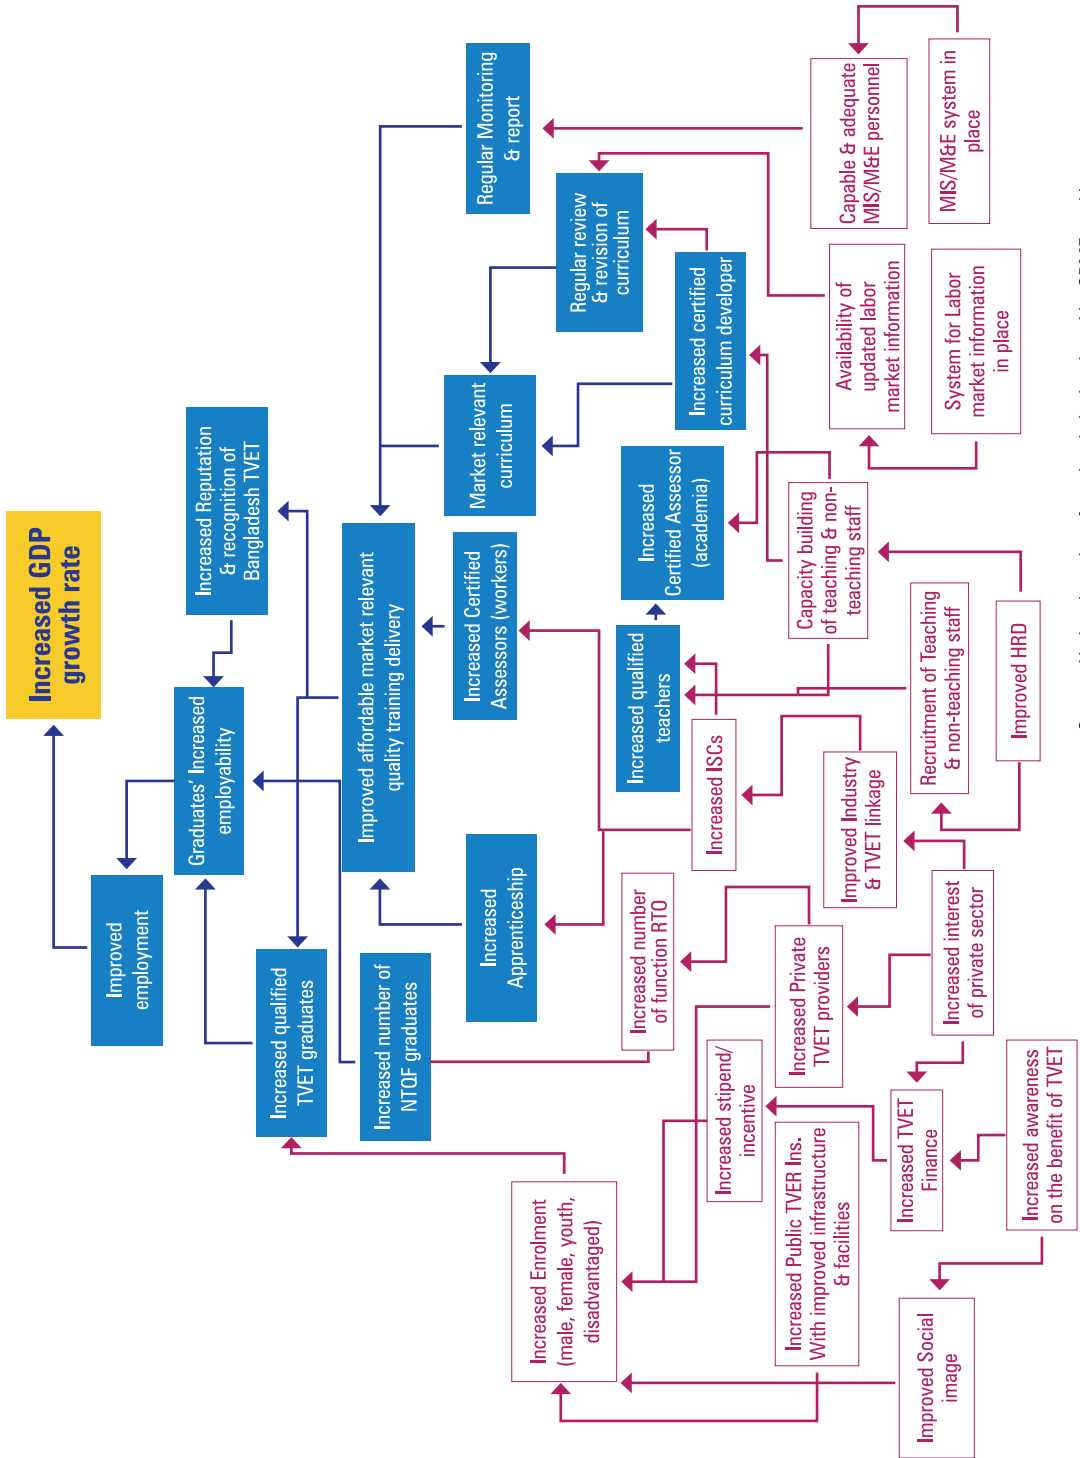 Increased GDP
growth rate
Improved
employment
Graduates' Increased
employability
Increased Reputation
& recognition of
Bangladesh TVET
Increased qualified
TVET graduates
Increased number of
NTQF graduates
Improved affordable market relevant
quality training delivery
Increased
Apprenticeship
Increased Certified
Assessors (workers)
Market relevant
curriculum
Regular Monitoring
& report
Regular review
& revision of
curriculum
Increased Enrolment
(male, female, youth,
disadvantaged)
Increased number
of function RTO
Increased qualified
teachers
Increased
Certified Assessor
(academia)
Increased certified
curriculum developer
Increased stipend/
incentive
Increased ISCs
Increased Public TVER Ins.
With improved infrastructure
& facilities
Increased Private
TVET providers
Improved Industry
& TVET linkage
Capacity building
of teaching & non-
teaching staff
Availability of
updated labor
market information
Capable & adequate
MIS/M&E personnel
Improved Social
image
Increased TVET
Finance
Increased interest
of private sector
Recruitment of Teaching
& non-teaching staff
System for Labor
market information
in place
MIS/M&E system in
place
Increased awareness
on the benefit of TVET
Improved HRD